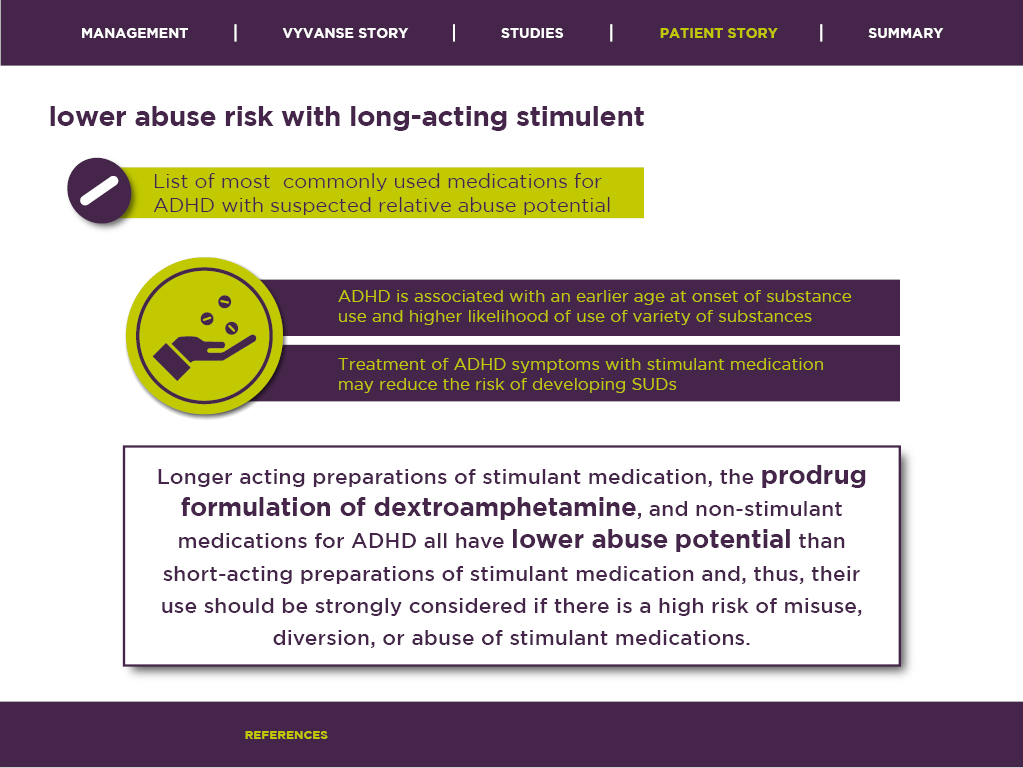 MANAGEMENT | VYVANSE STORY | STUDIES | PATIENT STORY | SUMMARY
lower abuse risk with long-acting stimulent
List of most commonly used medications for
ADHD with suspected relative abuse potential
ADHD is associated with an earlier age at onset of substance
use and higher likelihood of use of variety of substances
Treatment of ADHD symptoms with stimulant medication
may reduce the risk of developing SUDs
Longer acting preparations of stimulant medication, the prodrug
formulation of dextroamphetamine, and non-stimulant
medications for ADHD all have lower abuse potential than
short-acting preparations of stimulant medication and, thus, their
use should be strongly considered if there is a high risk of misuse,
diversion, or abuse of stimulant medications.
REFERENCES